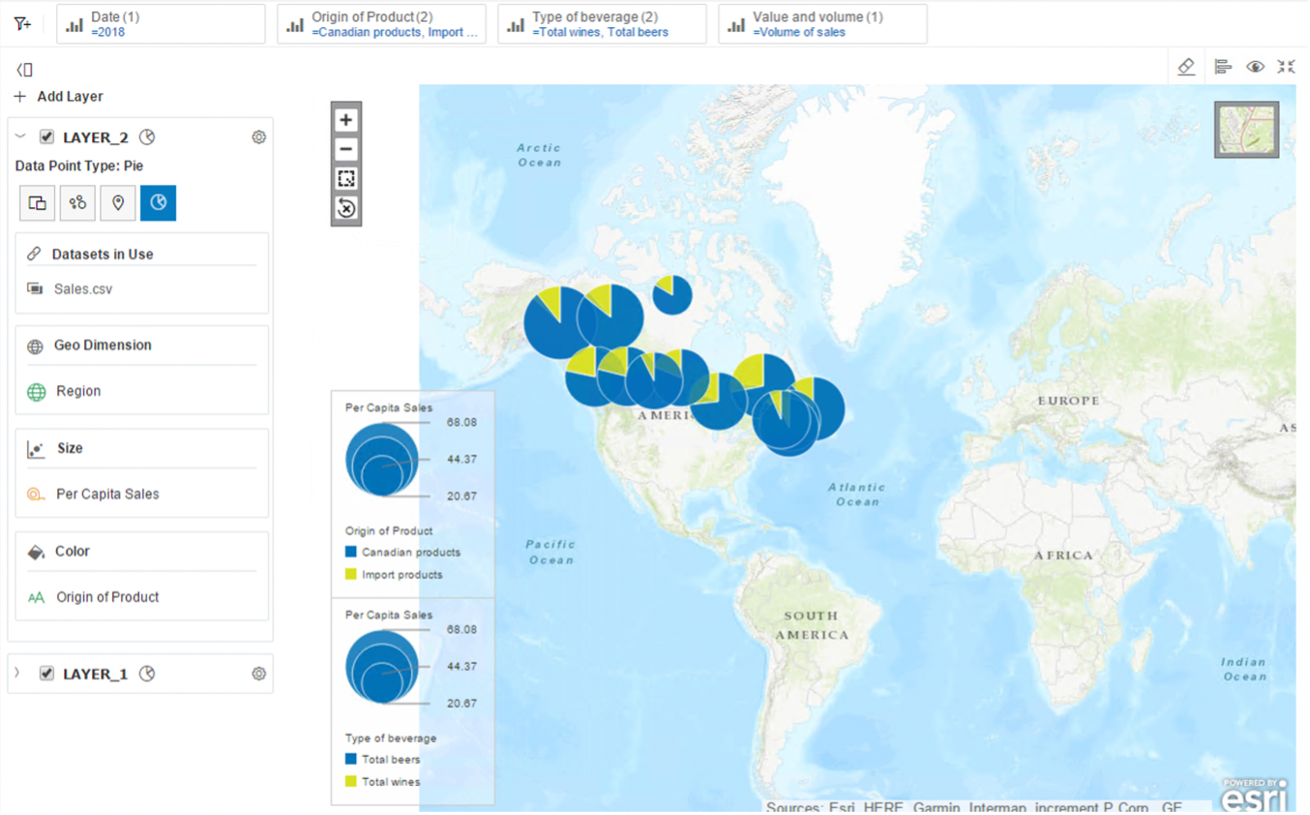 Date (1)
=2018
Origin of Product (2)
=Canadian products, Import ...
Type of beverage (2)
=Total wines, Total beers
Value and volume (1)
=Volume of sales
Add Layer
LAYER_2
Data Point Type: Pie
Datasets in Use
Sales.csv
Geo Dimension
Region
Size
Per Capita Sales
Color
AA Origin of Product
LAYER_1
Arctic
Ocean
Per Capita Sales
68.08
44.37
20.67
Origin of Product
Canadian products
Import products
Per Capita Sales
68.08
44.37
20.67
Type of beverage
Total beers
Total wines
AMERI
EUROPE
AS
Atlantic
Ocean
Pacific
Ocean
AFRICA
SOUTH
AMERICA
Indian
Ocean
POWERED BY
esri
Sources: Esri, HERE, Garmin, Intermap, increment P Corp., GE